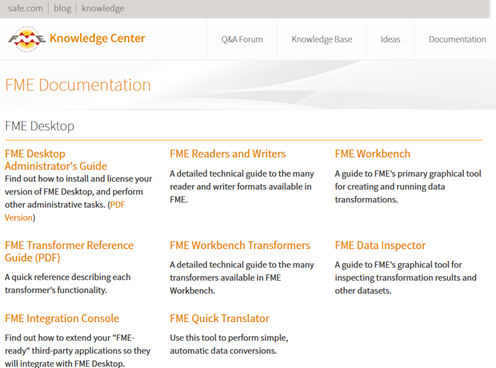 safe.com | blog | knowledge
FME Knowledge Center
Q&A Forum
Knowledge Base
Ideas
Documentation
FME Documentation
FME Desktop
FME Desktop
Administrator's Guide
Find out how to install and license your
version of FME Desktop, and perform
other administrative tasks. (PDF
Version)
FME Readers and Writers
A detailed technical guide to the many
reader and writer formats available in
FME.
FME Workbench
A guide to FME's primary graphical tool
for creating and running data
transformations.
FME Transformer Reference
Guide (PDF)
A quick reference describing each
transformer's functionality.
FME Workbench Transformers
A detailed technical guide to the many
transformers available in FME
Workbench.
FME Data Inspector
A guide to FME's graphical tool for
inspecting transformation results and
other datasets.
FME Integration Console
Find out how to extend your "FME-
ready" third-party applications so they
will integrate with FME Desktop.
FME Quick Translator
Use this tool to perform simple,
automatic data conversions.